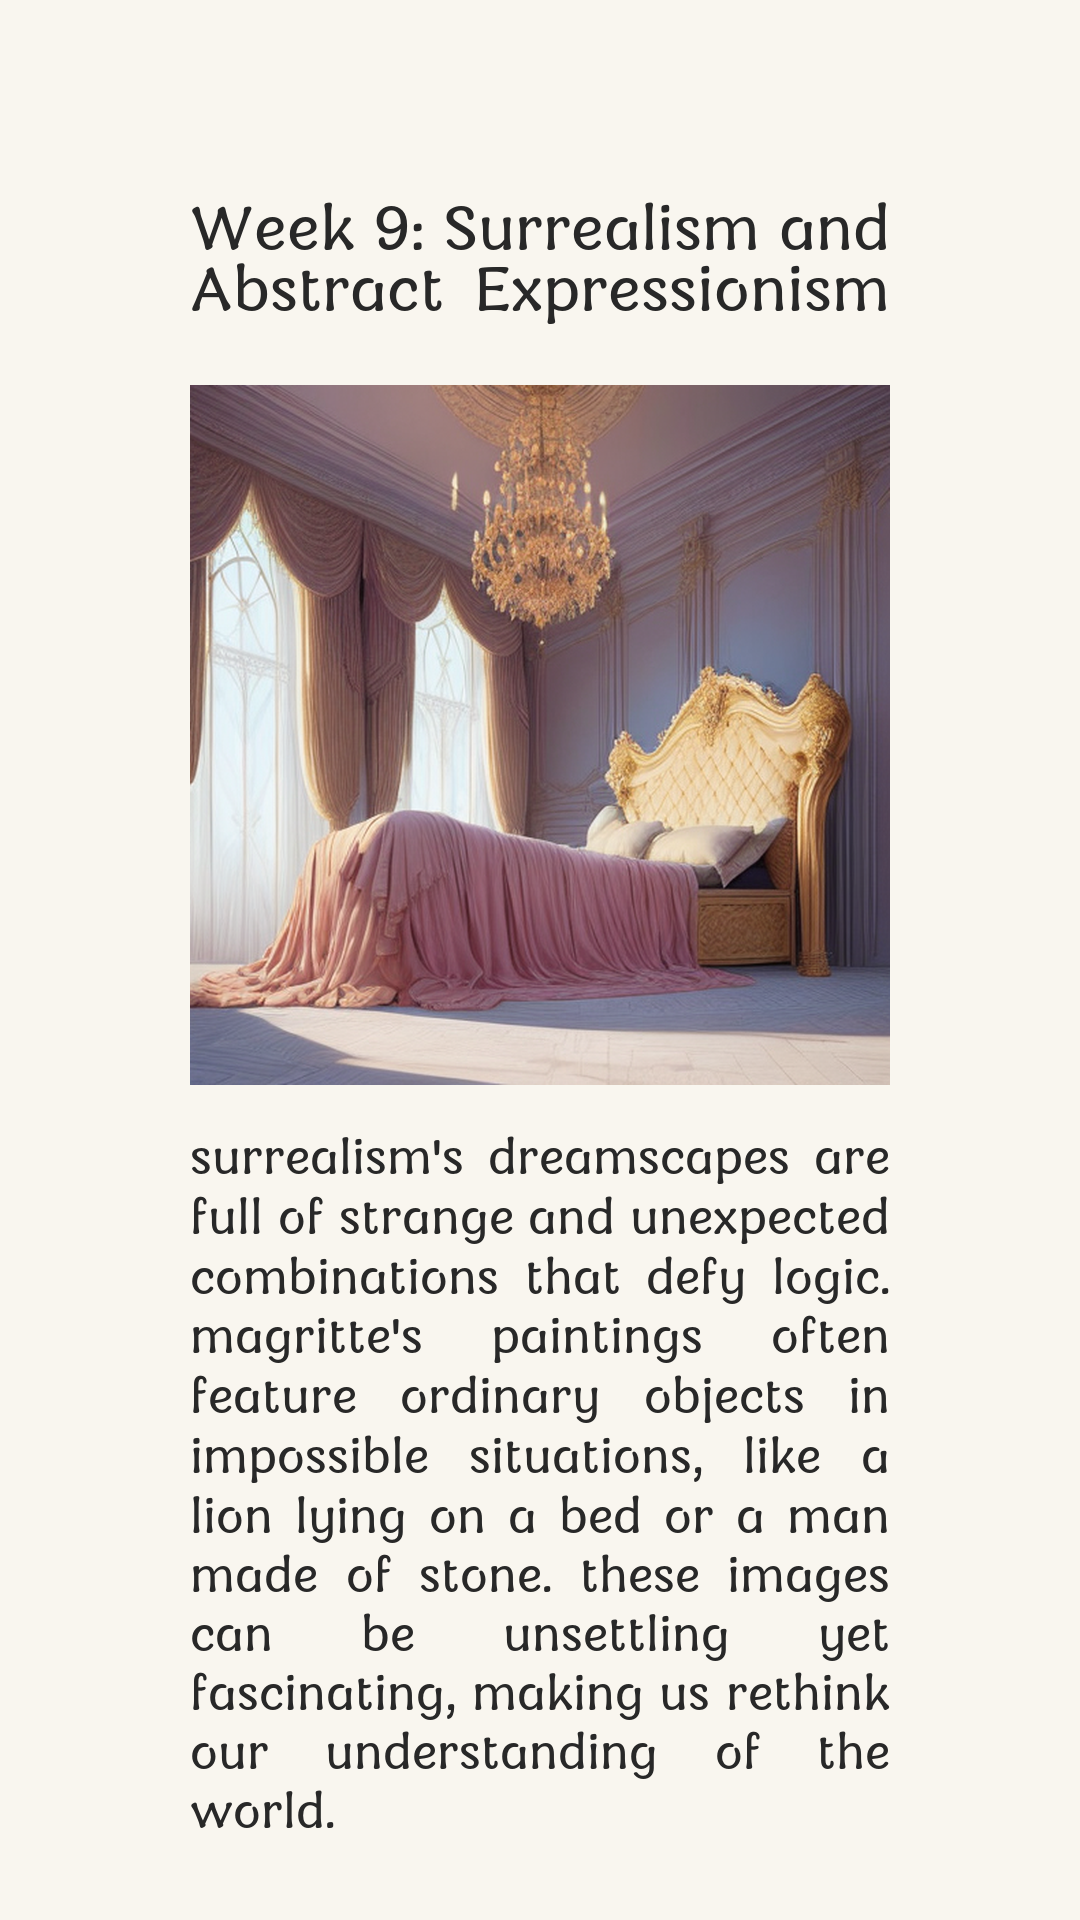 Week 9: Surrealism and
Abstract Expressionism
surrealism's dreamscapes are
full of strange and unexpected
combinations that defy logic.
magritte's paintings often
feature ordinary objects in
impossible situations, like a
lion lying on a bed or a man
made of stone. these images
can be unsettling yet
fascinating, making us rethink
our understanding of the
world.